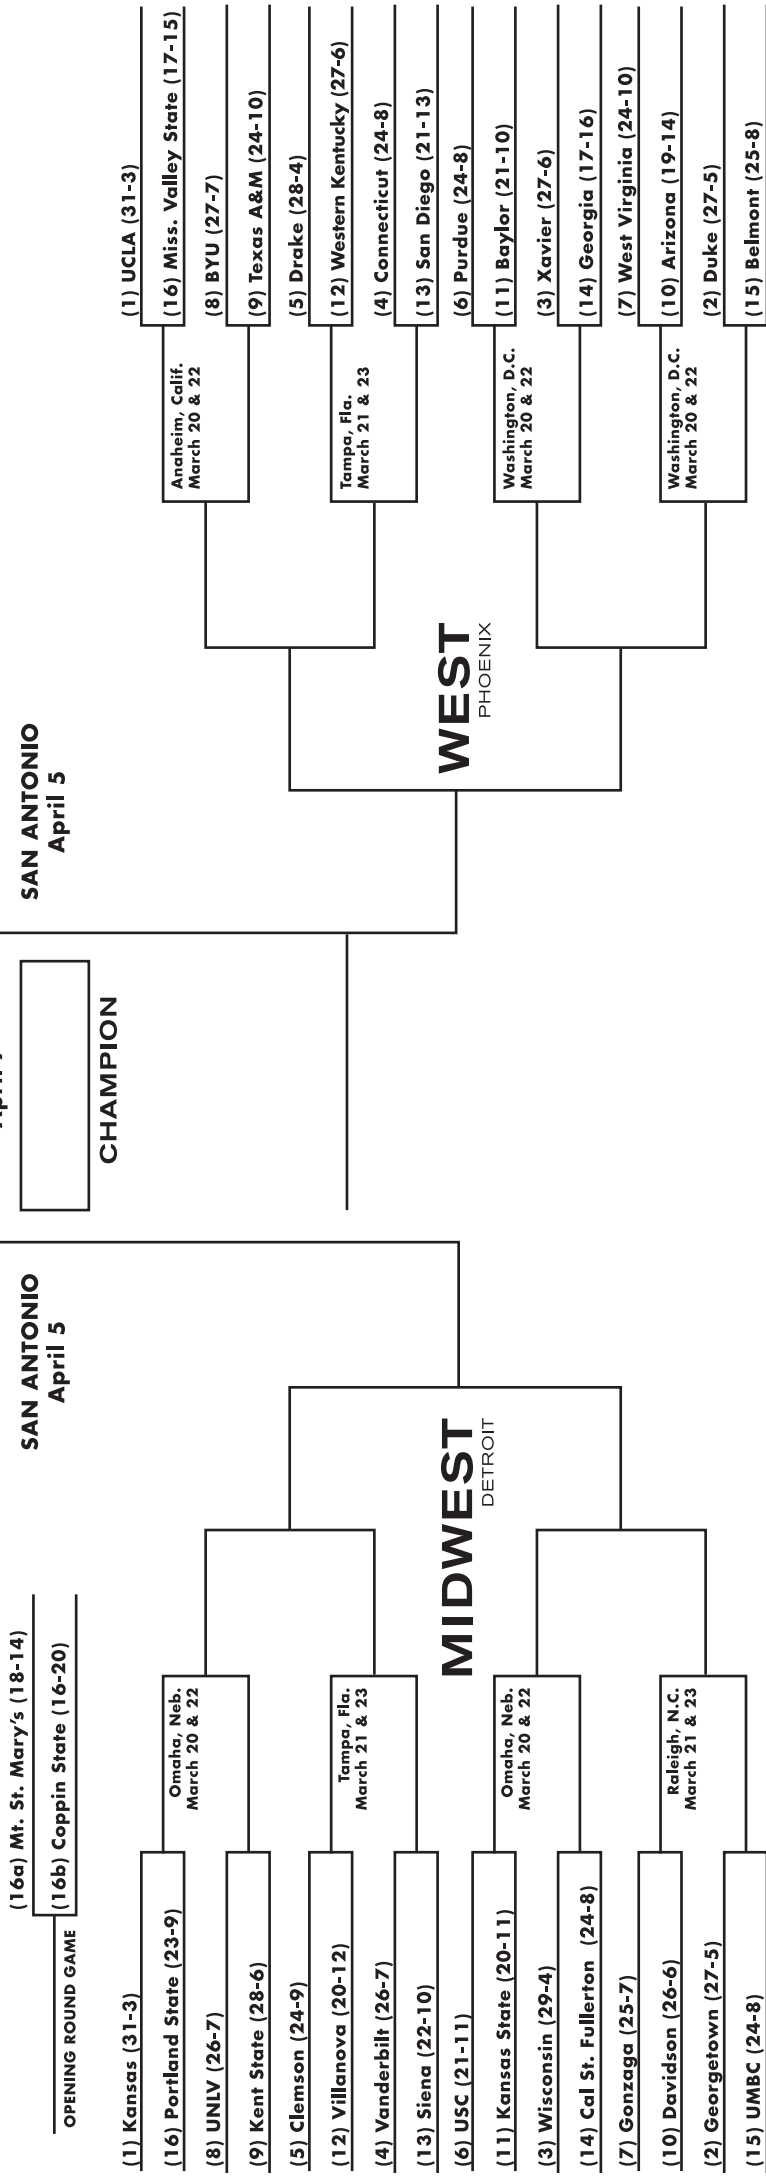 (16a) Mt. St. Mary's (18-14)
(16b) Coppin State (16-20)
OPENING ROUND GAME
SAN ANTONIO
April 5
CHAMPION
SAN ANTONIO
April 5
(1) Kansas (31-3)
(16) Portland State (23-9)
(8) UNLV (26-7)
(9) Kent State (28-6)
(5) Clemson (24-9)
(12) Villanova (20-12)
(4) Vanderbilt (26-7)
(13) Siena (22-10)
(6) USC (21-11)
(11) Kansas State (20-11)
(3) Wisconsin (29-4)
(14) Cal St. Fullerton (24-8)
(7) Gonzaga (25-7)
(10) Davidson (26-6)
(2) Georgetown (27-5)
(15) UMBC (24-8)
Omaha, Neb.
March 20 & 22
Tampa, Fla.
March 21 & 23
Omaha, Neb.
March 20 & 22
Raleigh, N.C.
March 21 & 23
MIDWEST
DETROIT
WEST
PHOENIX
Anaheim, Calif.
March 20 & 22
Tampa, Fla.
March 21 & 23
Washington, D.C.
March 20 & 22
Washington, D.C.
March 20 & 22
(1) UCLA (31-3)
(16) Miss. Valley State (17-15)
(8) BYU (27-7)
(9) Texas A&M (24-10)
(5) Drake (28-4)
(12) Western Kentucky (27-6)
(4) Connecticut (24-8)
(13) San Diego (21-13)
(6) Purdue (24-8)
(11) Baylor (21-10)
(3) Xavier (27-6)
(14) Georgia (17-16)
(7) West Virginia (24-10)
(10) Arizona (19-14)
(2) Duke (27-5)
(15) Belmont (25-8)